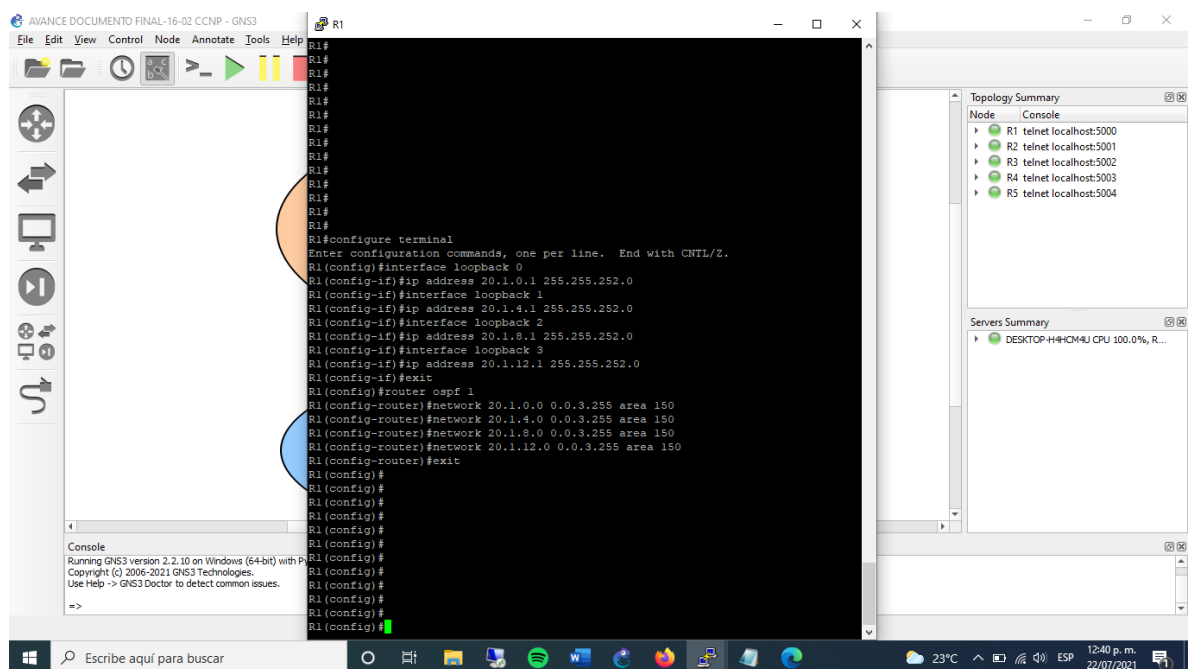 AVANCE DOCUMENTO FINAL-16-02 CCNP - GNS3
File Edit View Control Node Annotate Tools Help
R1
R1#
R1#
R1#
R1#
R1#
R1#
R1#
R1#
R1#
R1#
R1#
R1#
R1#
R1#
R1#configure terminal
Enter configuration commands, one per line.  End with CNTL/Z.
R1(config)#interface loopback 0
R1(config-if)#ip address 20.1.0.1 255.255.252.0
R1(config-if)#interface loopback 1
R1(config-if)#ip address 20.1.4.1 255.255.252.0
R1(config-if)#interface loopback 2
R1(config-if)#ip address 20.1.8.1 255.255.252.0
R1(config-if)#interface loopback 3
R1(config-if)#ip address 20.1.12.1 255.255.252.0
R1(config-if)#exit
R1(config)#router ospf 1
R1(config-router)#network 20.1.0.0 0.0.3.255 area 150
R1(config-router)#network 20.1.4.0 0.0.3.255 area 150
R1(config-router)#network 20.1.8.0 0.0.3.255 area 150
R1(config-router)#network 20.1.12.0 0.0.3.255 area 150
R1(config-router)#exit
R1(config)#
R1(config)#
R1(config)#
R1(config)#
R1(config)#
R1(config)#
R1(config)#
R1(config)#
R1(config)#
R1(config)#
R1(config)#
R1(config)#
Topology Summary
Node Console
R1 telnet localhost:5000
R2 telnet localhost:5001
R3 telnet localhost:5002
R4 telnet localhost:5003
R5 telnet localhost:5004
Servers Summary
DESKTOP-H4HCM4U CPU 100.0%, R...
Console
Running GNS3 version 2.2.10 on Windows (64-bit) with Py
Copyright (c) 2006-2021 GNS3 Technologies.
Use Help -> GNS3 Doctor to detect common issues.
=>
Escribe aquí para buscar
23°C
ESP
12:40 p. m.
22/07/2021